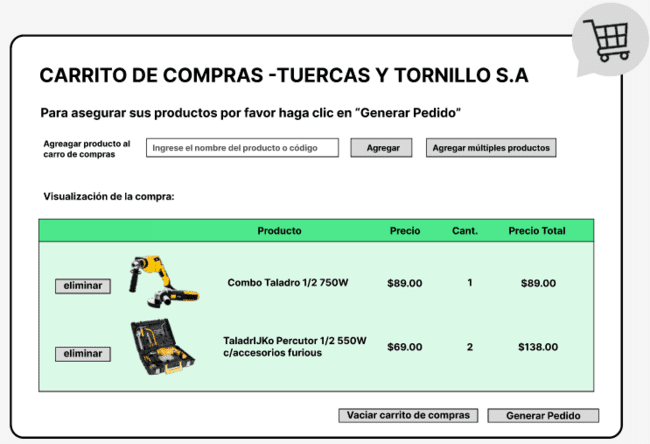 CARRITO DE COMPRAS -TUERCAS Y TORNILLO S.A
Para asegurar sus productos por favor haga clic en “Generar Pedido”
Agreagar producto al
carro de compras
Ingrese el nombre del producto o código
Agregar
Agregar múltiples productos
Visualización de la compra:
Producto Precio Cant. Precio Total
eliminar Combo Taladro 1/2 750W $89.00 1 $89.00
eliminar TaladrIJKo Percutor 1/2 550W $69.00 2 $138.00
c/accesorios furious
Vaciar carrito de compras Generar Pedido